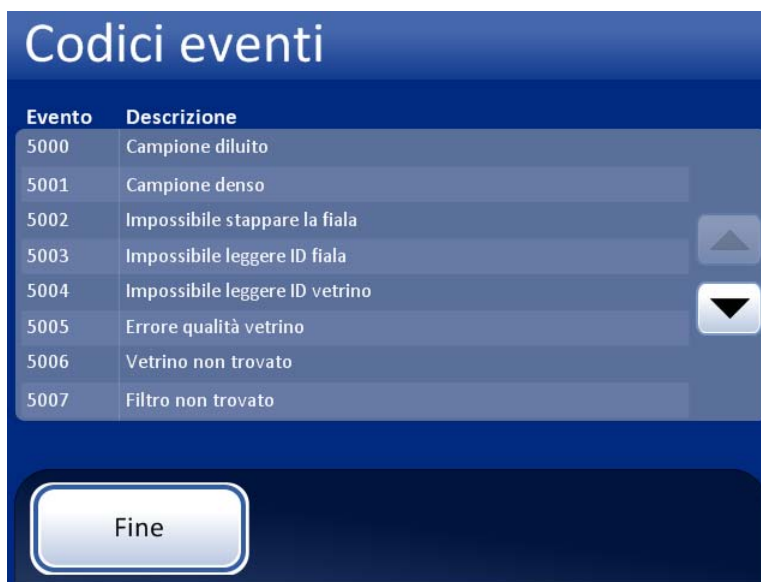 Codici eventi
Evento Descrizione
5000 Campione diluito
5001 Campione denso
5002 Impossibile stappare la fiala
5003 Impossibile leggere ID fiala
5004 Impossibile leggere ID vetrino
5005 Errore qualità vetrino
5006 Vetrino non trovato
5007 Filtro non trovato
Fine